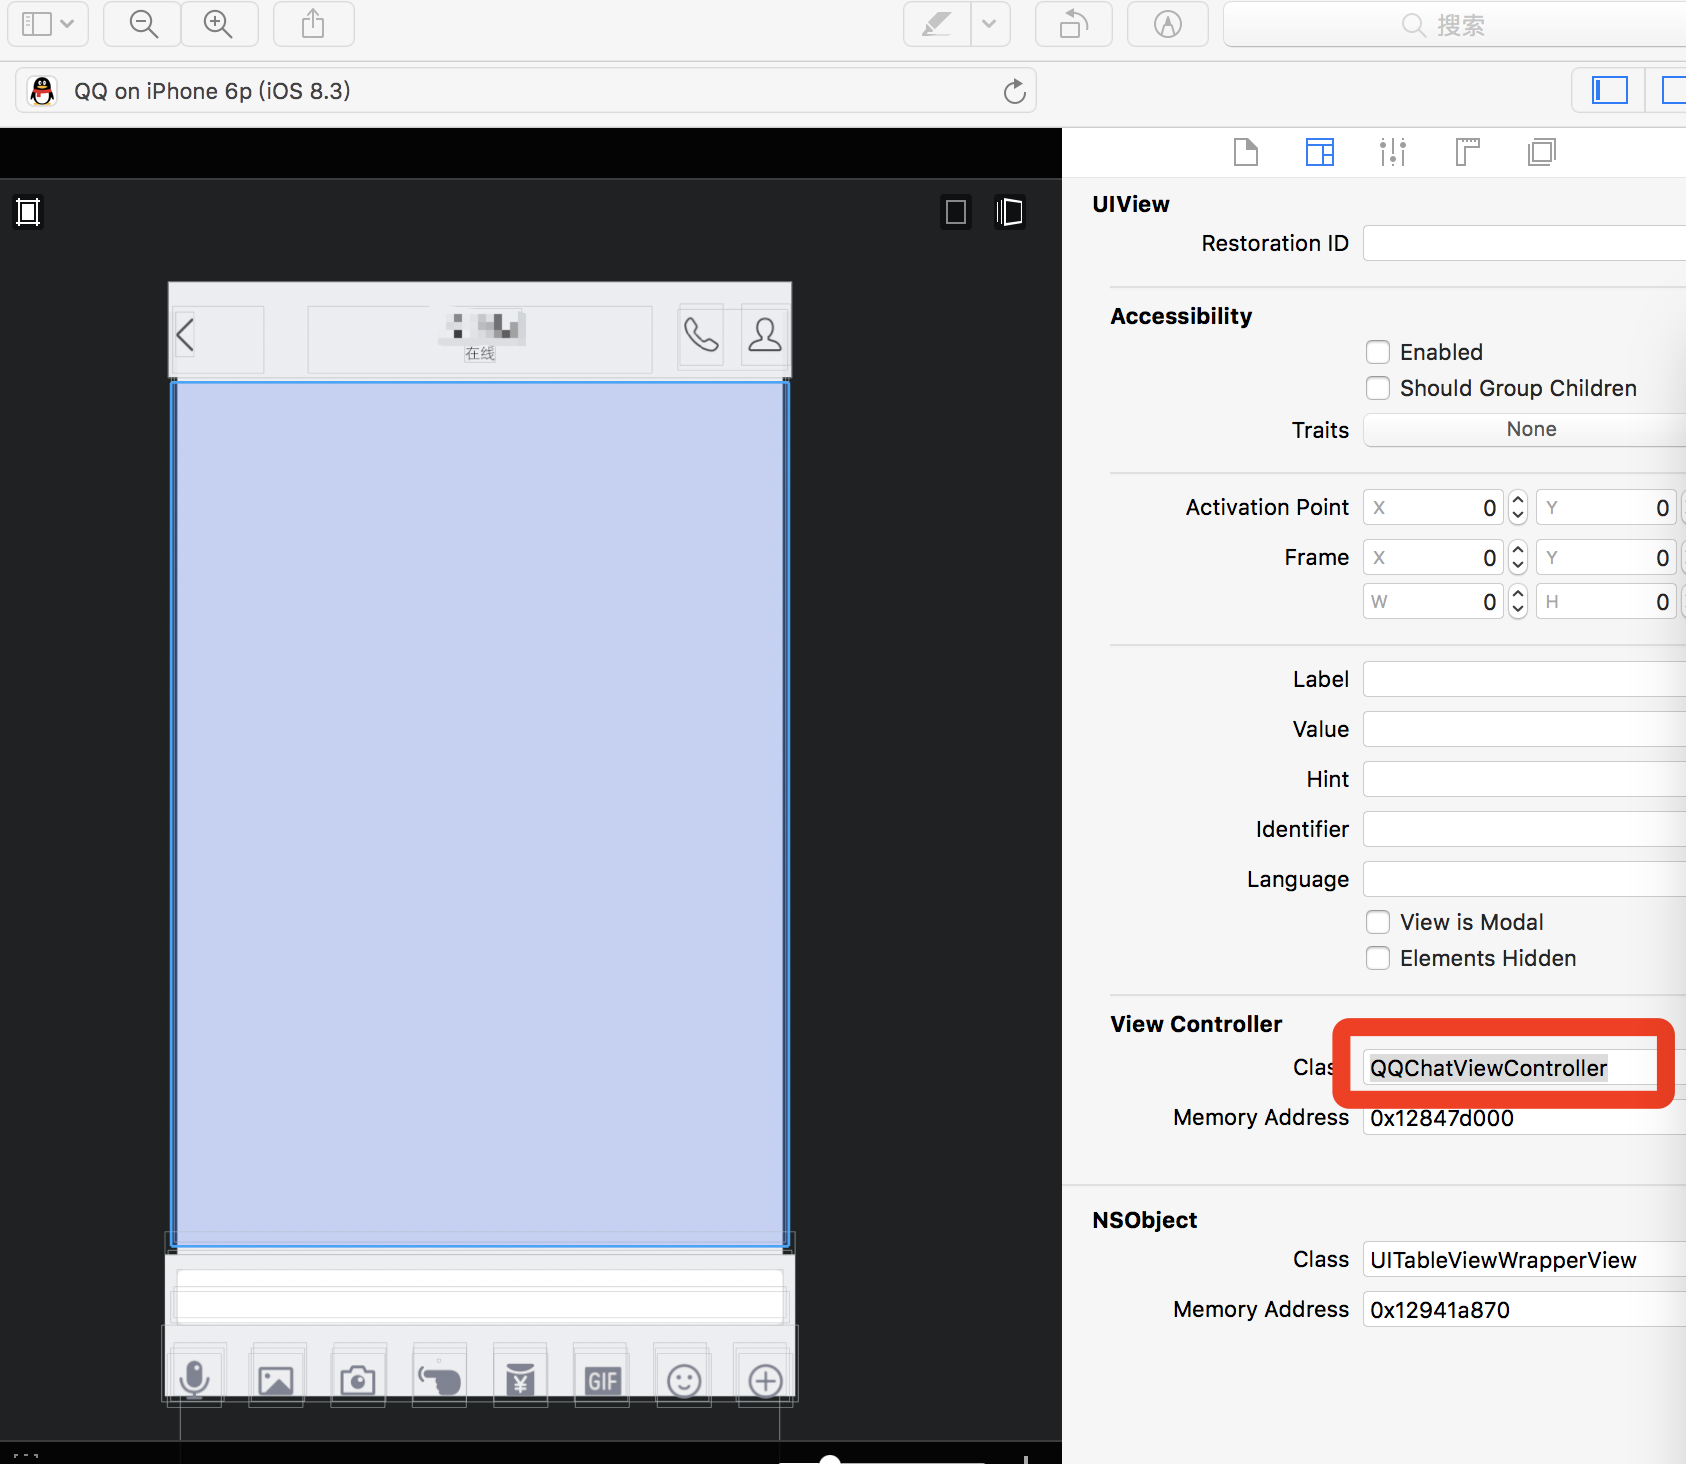 搜索
QQ on iPhone 6p (iOS 8.3)
在线
GIF
UIView
Restoration ID
Accessibility
Enabled
Should Group Children
Traits None
Activation Point X 0 Y 0
Frame X 0 Y 0
W 0 H 0
Label
Value
Hint
Identifier
Language
View is Modal
Elements Hidden
View Controller
Clas QQChatViewController
Memory Address 0x12847d000
NSObject
Class UITableViewWrapperView
Memory Address 0x12941a870